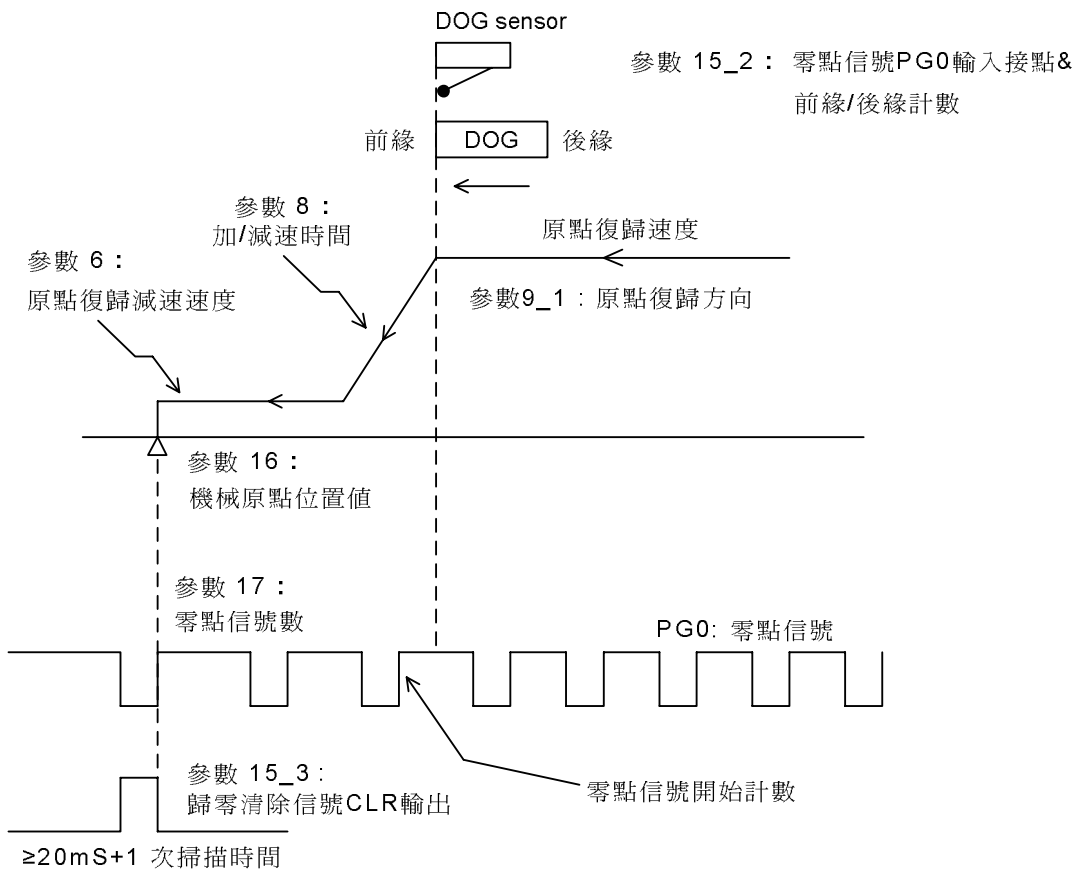 DOG sensor
參數 15_2： 零點信號PG0輸入接點&
前緣/後緣計數
前緣
DOG
後緣
參數 8：
加/減速時間
原點復歸速度
參數 6：
原點復歸減速速度
參數9_1：原點復歸方向
參數 16：
機械原點位置值
參數 17：
零點信號數
PG0: 零點信號
參數 15_3：
歸零清除信號CLR輸出
零點信號開始計數
≥20mS+1 次掃描時間